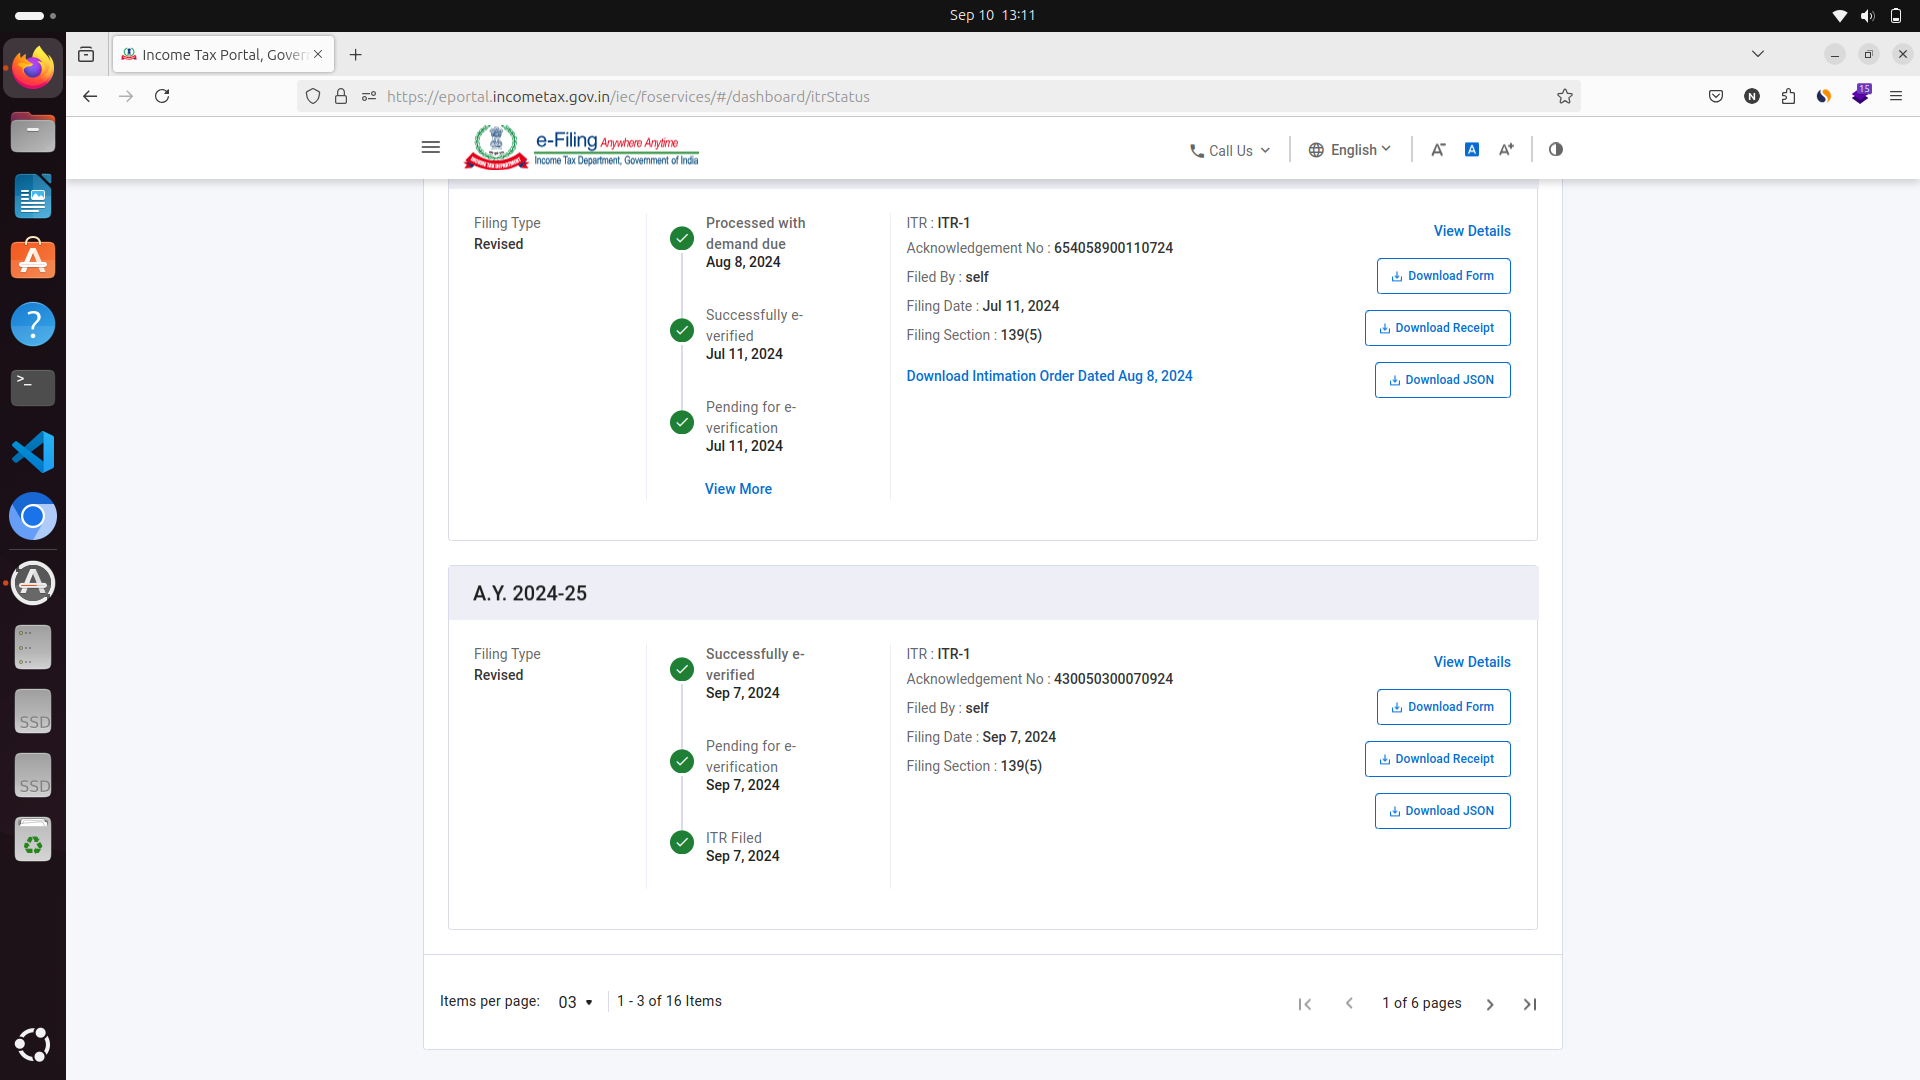 Sep 10 13:11
Income Tax Portal, Gover
https://eportal.incometax.gov.in/iec/foservices/#/dashboard/itrStatus
15
e-Filing Anywhere Anytime
Income Tax Department, Government of India
INCOME TAX DEPARTMENT
Call Us
English
A-
A
A+
Filing Type
Revised
Processed with
demand due
Aug 8, 2024
Successfully e-
verified
Jul 11, 2024
Pending for e-
verification
Jul 11, 2024
View More
ITR : ITR-1
Acknowledgement No : 654058900110724
Filed By : self
Filing Date : Jul 11, 2024
Filing Section : 139(5)
Download Intimation Order Dated Aug 8, 2024
View Details
Download Form
Download Receipt
Download JSON
A.Y. 2024-25
Filing Type
Revised
Successfully e-
verified
Sep 7, 2024
Pending for e-
verification
Sep 7, 2024
ITR Filed
Sep 7, 2024
ITR : ITR-1
Acknowledgement No : 430050300070924
Filed By : self
Filing Date : Sep 7, 2024
Filing Section : 139(5)
View Details
Download Form
Download Receipt
Download JSON
Items per page: 03
1 - 3 of 16 Items
1 of 6 pages
SSD
SSD